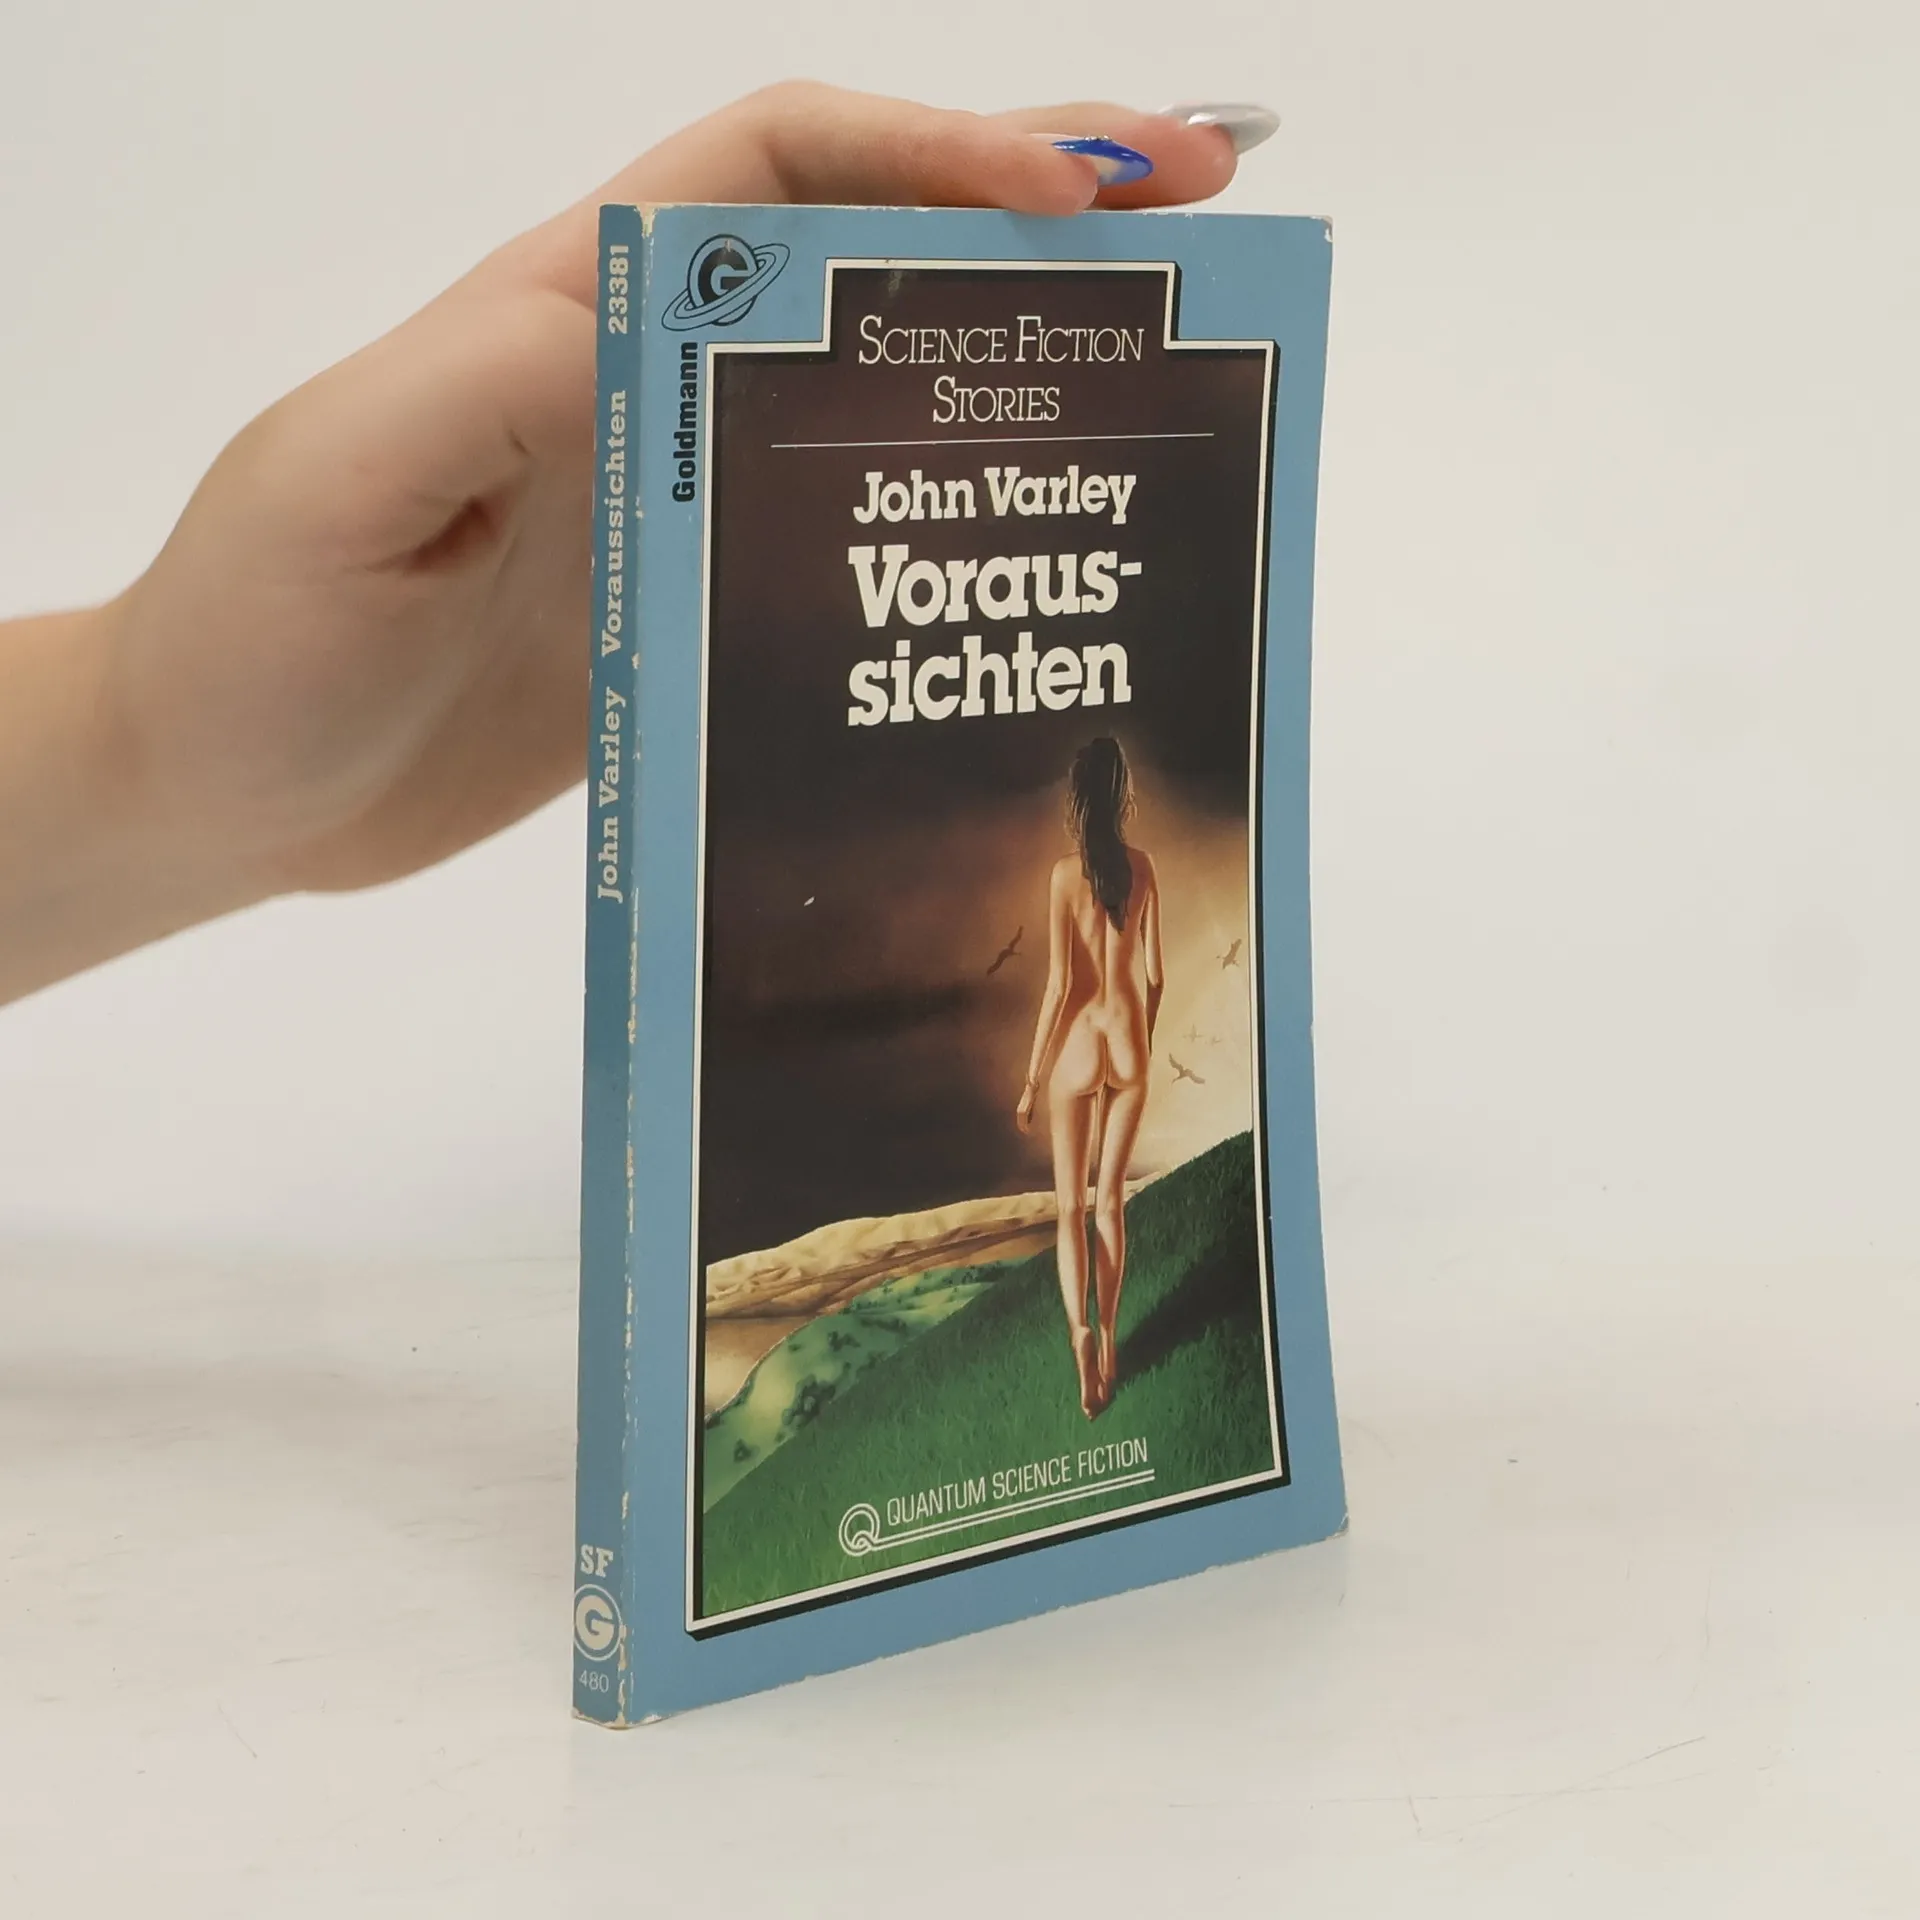 John Varley Voraussichten 23381
SF
G
480
G
Goldmann
SCIENCE FICTION
STORIES
John Varley
Voraus-
sichten
Q QUANTUM SCIENCE FICTION